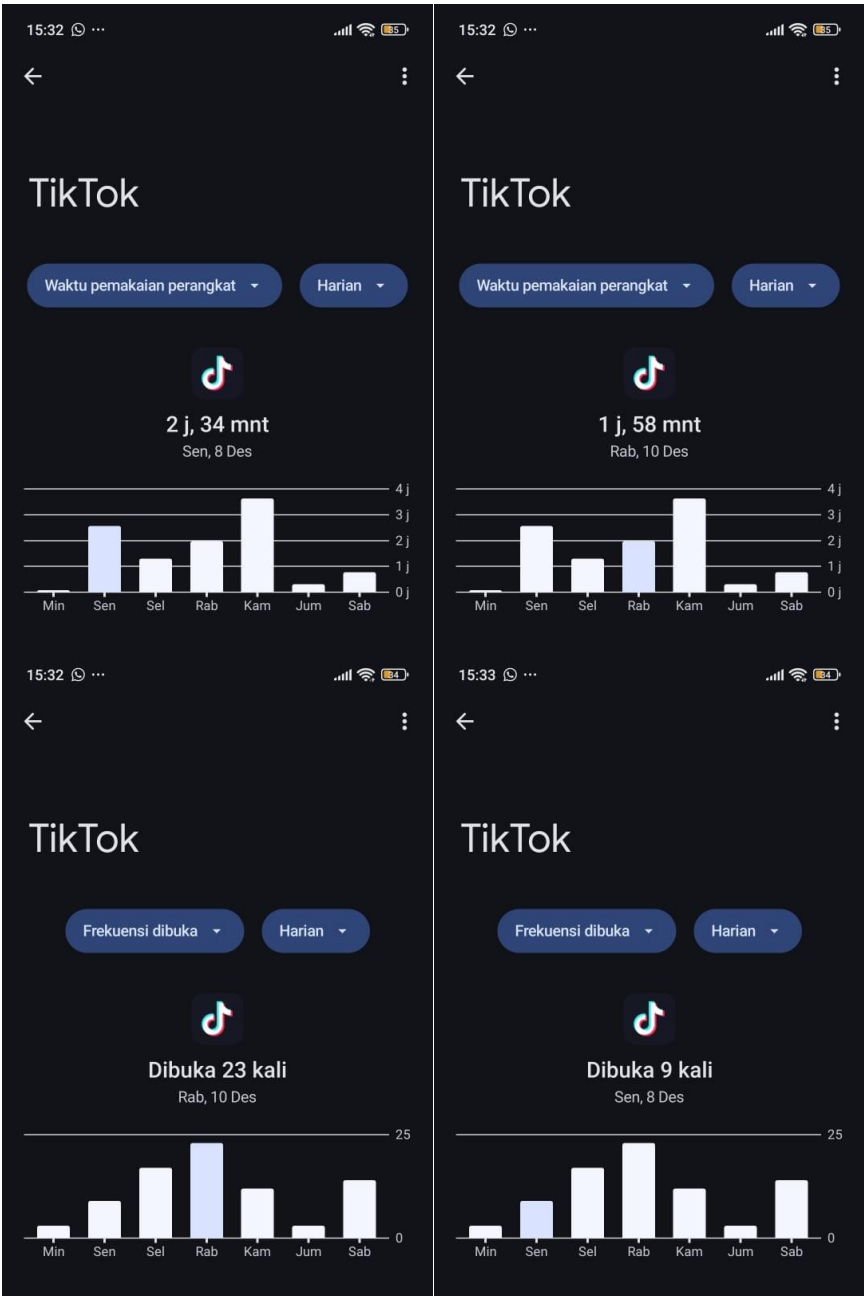 15:32 ... 35
TikTok
Waktu pemakaian perangkat Harian
2 j, 34 mnt
Sen, 8 Des
4 j
3 j
2 j
1 j
0 j
Min Sen Sel Rab Kam Jum Sab
15:32 ... 35
TikTok
Waktu pemakaian perangkat Harian
1 j, 58 mnt
Rab, 10 Des
4 j
3 j
2 j
1 j
0 j
Min Sen Sel Rab Kam Jum Sab
15:32 ... 34
TikTok
Frekuensi dibuka Harian
Dibuka 23 kali
Rab, 10 Des
25
0
Min Sen Sel Rab Kam Jum Sab
15:33 ... 34
TikTok
Frekuensi dibuka Harian
Dibuka 9 kali
Sen, 8 Des
25
0
Min Sen Sel Rab Kam Jum Sab